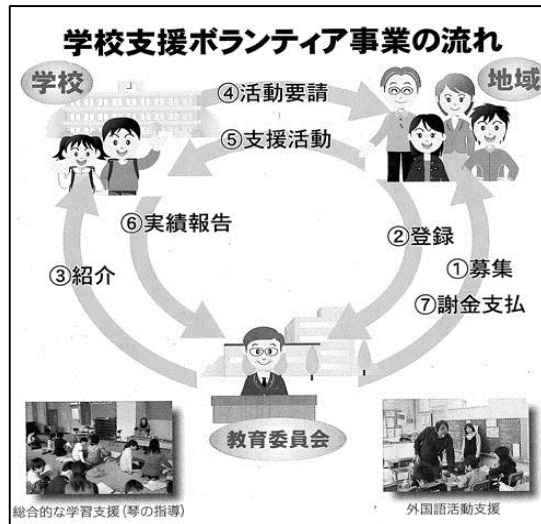 学校支援ボランティア事業の流れ
学校
地域
④活動要請
⑤支援活動
⑥実績報告
②登録
③紹介
①募集
⑦謝金支払
教育委員会
総合的な学習支援(琴の指導)
外国語活動支援